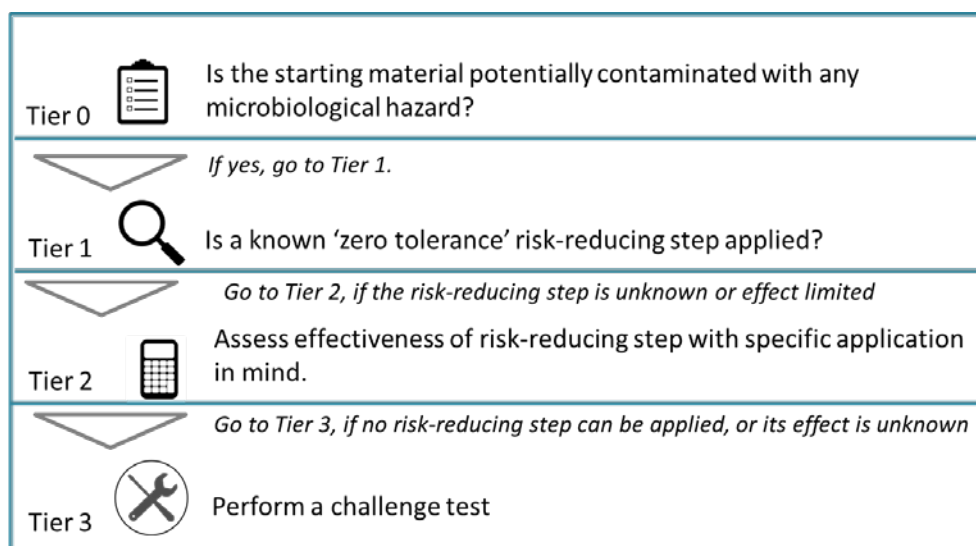 Is the starting material potentially contaminated with any
microbiological hazard?
Tier 0
If yes, go to Tier 1.
Tier 1
Is a known ‘zero tolerance’ risk-reducing step applied?
Go to Tier 2, if the risk-reducing step is unknown or effect limited
Assess effectiveness of risk-reducing step with specific application
in mind.
Tier 2
Go to Tier 3, if no risk-reducing step can be applied, or its effect is unknown
Perform a challenge test
Tier 3